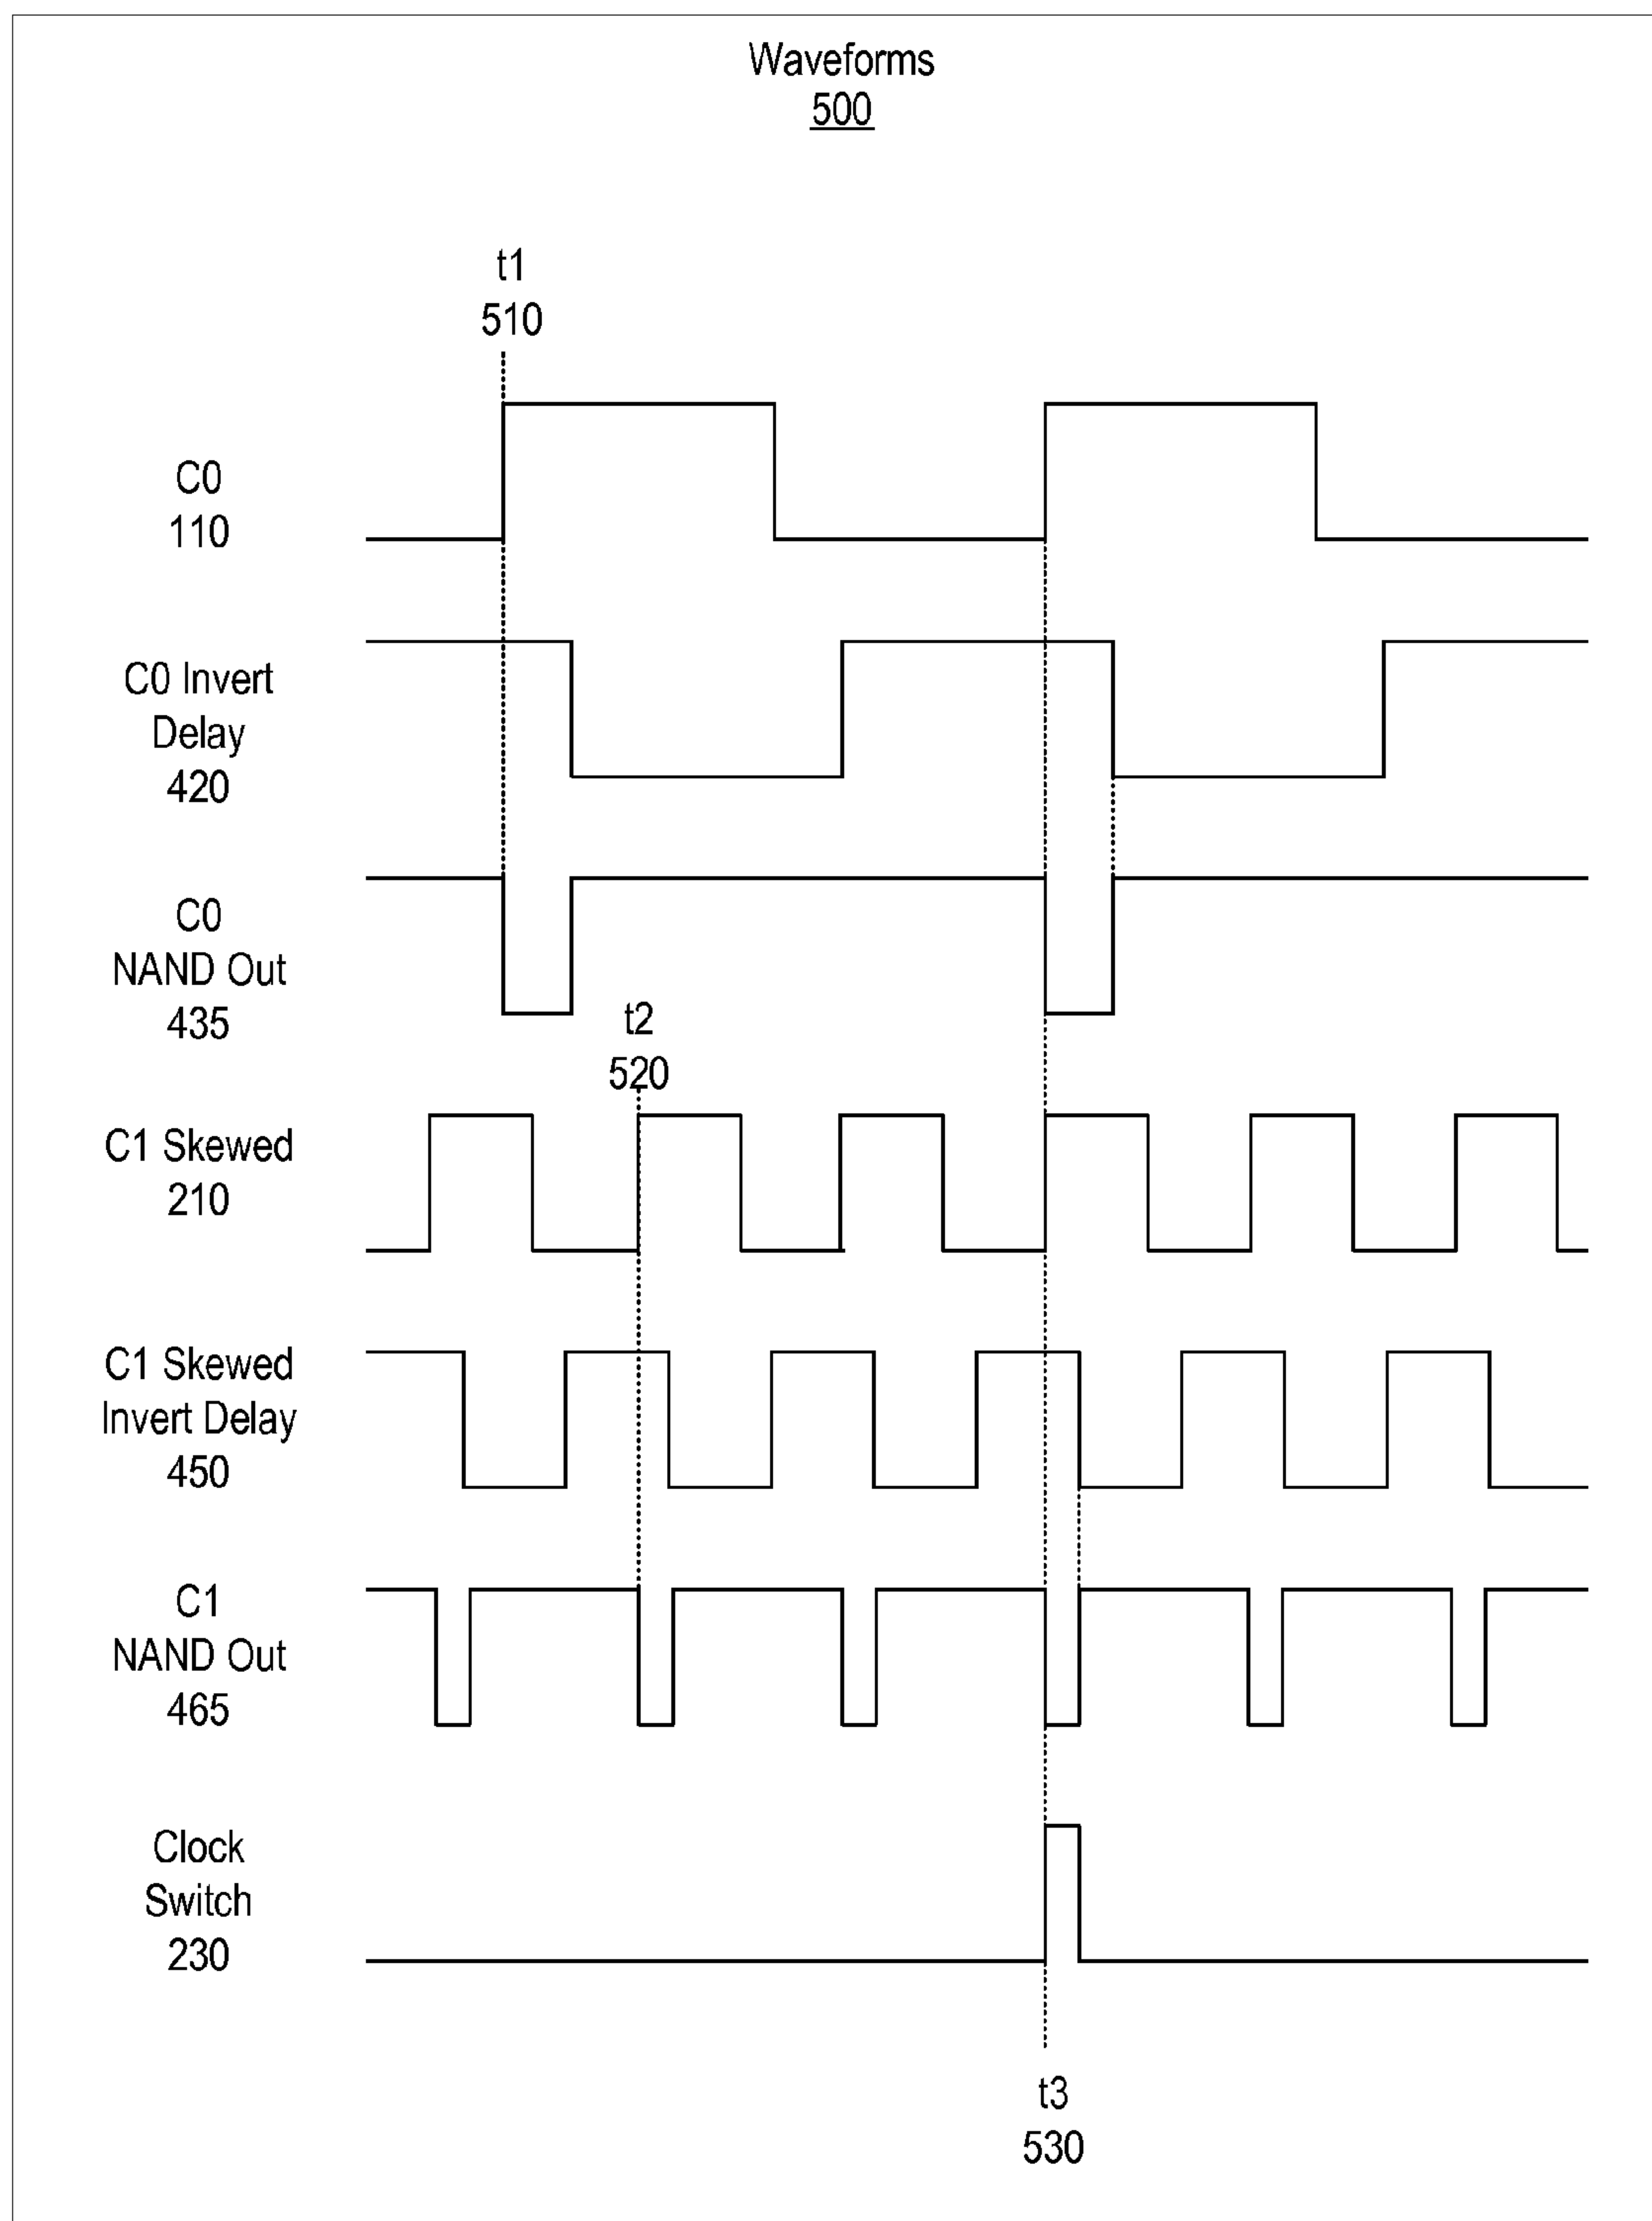 Waveforms
500
t1
510
C0
110
C0 Invert
Delay
420
C0
NAND Out
435
t2
520
C1 Skewed
210
C1 Skewed
Invert Delay
450
C1
NAND Out
465
Clock
Switch
230
t3
530